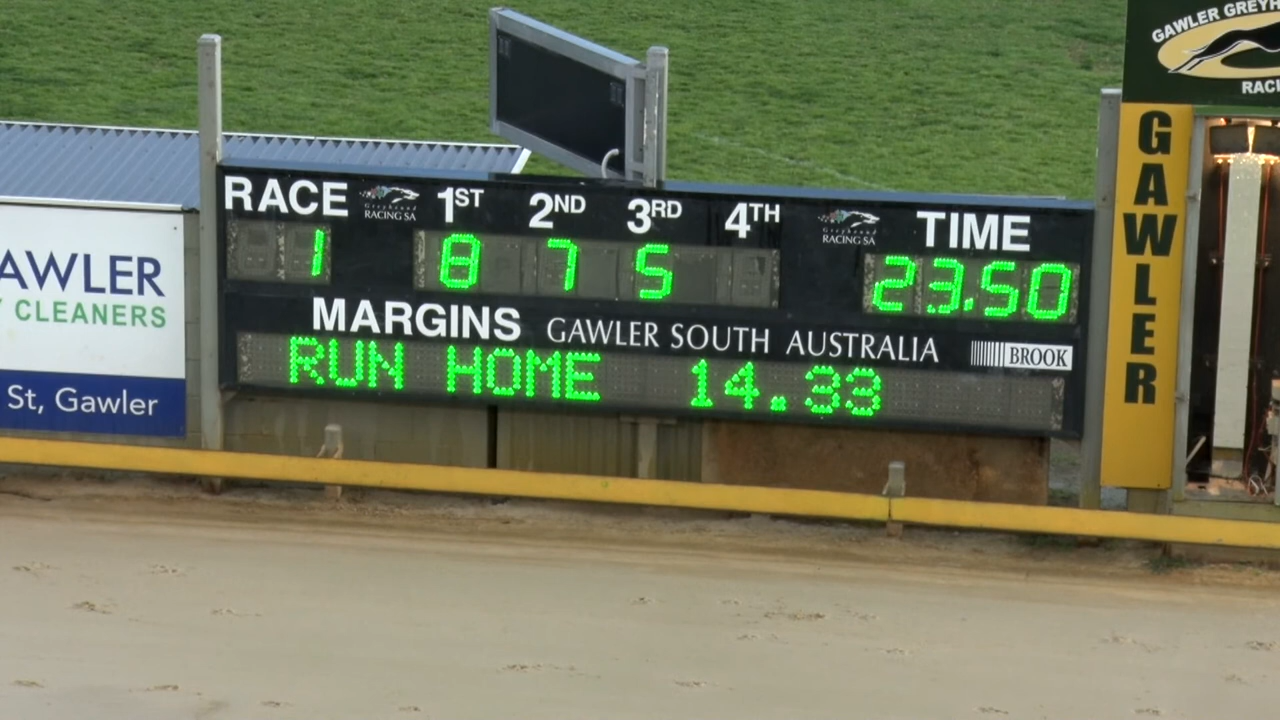 GAWLER GREYH
RACI
RACE 1ST 2ND 3RD 4TH TIME
Greyhound
RACING SA
Greyhound
RACING SA
1 8 7 5 23.50
MARGINS GAWLER SOUTH AUSTRALIA BROOK
RUN HOME 14.33
AWLER
Y CLEANERS
St, Gawler
GAWLER